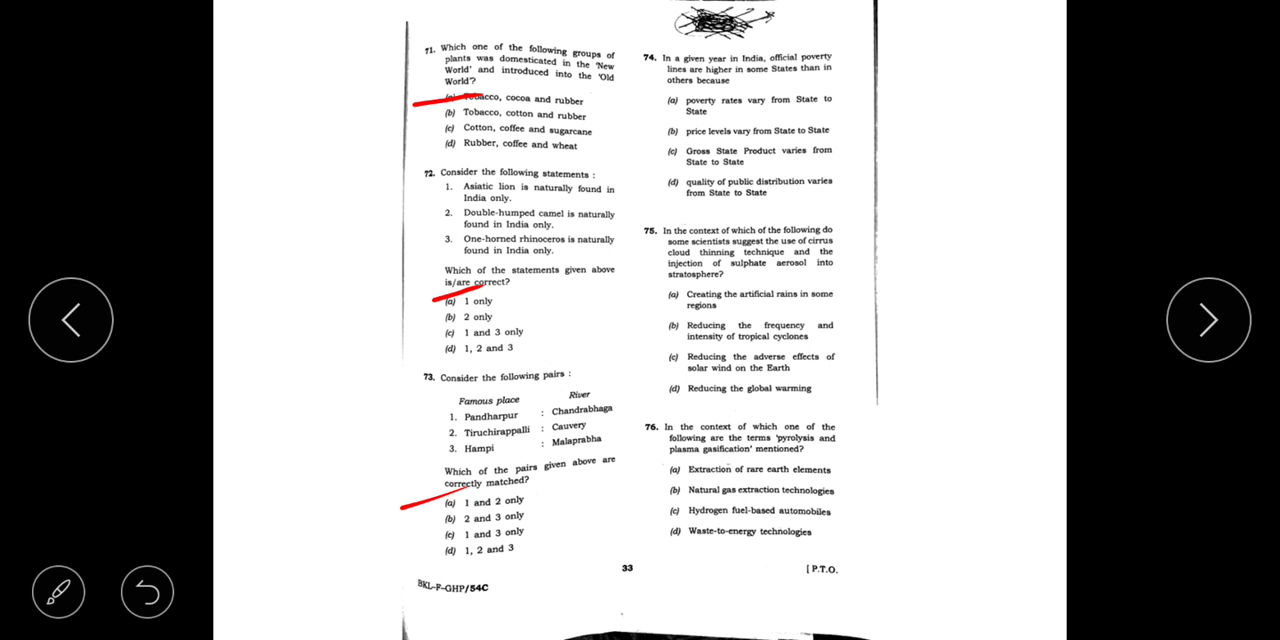 71. Which one of the following groups of
plants was domesticated in the 'New
World' and introduced into the 'Old
World'?
(a) Tobacco, cocoa and rubber
(b) Tobacco, cotton and rubber
(c) Cotton, coffee and sugarcane
(d) Rubber, coffee and wheat
72. Consider the following statements :
1. Asiatic lion is naturally found in
India only.
2. Double-humped camel is naturally
found in India only.
3. One-horned rhinoceros is naturally
found in India only.
Which of the statements given above
is/are correct?
(a) 1 only
(b) 2 only
(c) 1 and 3 only
(d) 1, 2 and 3
73. Consider the following pairs :
Famous place River
1. Pandharpur : Chandrabhaga
2. Tiruchirappalli : Cauvery
3. Hampi : Malaprabha
Which of the pairs given above are
correctly matched?
(a) 1 and 2 only
(b) 2 and 3 only
(c) 1 and 3 only
(d) 1, 2 and 3
74. In a given year in India, official poverty
lines are higher in some States than in
others because
(a) poverty rates vary from State to
State
(b) price levels vary from State to State
(c) Gross State Product varies from
State to State
(d) quality of public distribution varies
from State to State
75. In the context of which of the following do
some scientists suggest the use of cirrus
cloud thinning technique and the
injection of sulphate aerosol into
stratosphere?
(a) Creating the artificial rains in some
regions
(b) Reducing the frequency and
intensity of tropical cyclones
(c) Reducing the adverse effects of
solar wind on the Earth
(d) Reducing the global warming
76. In the context of which one of the
following are the terms 'pyrolysis and
plasma gasification' mentioned?
(a) Extraction of rare earth elements
(b) Natural gas extraction technologies
(c) Hydrogen fuel-based automobiles
(d) Waste-to-energy technologies
33
[ P.T.O.
BKL-F-GHP/54C